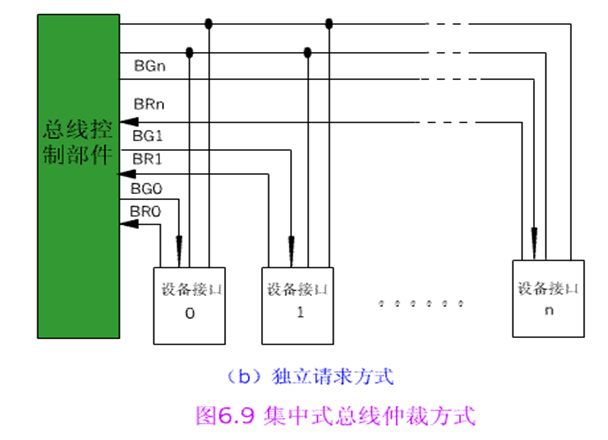 BGn
BRn
总线控
制部件
BG1
BR1
BG0
BR0
设备接口
0
设备接口
1
设备接口
n
（b）独立请求方式
图6.9 集中式总线仲裁方式